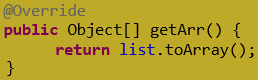 @Override
public Object[] getArr() {
    return list.toArray();
}